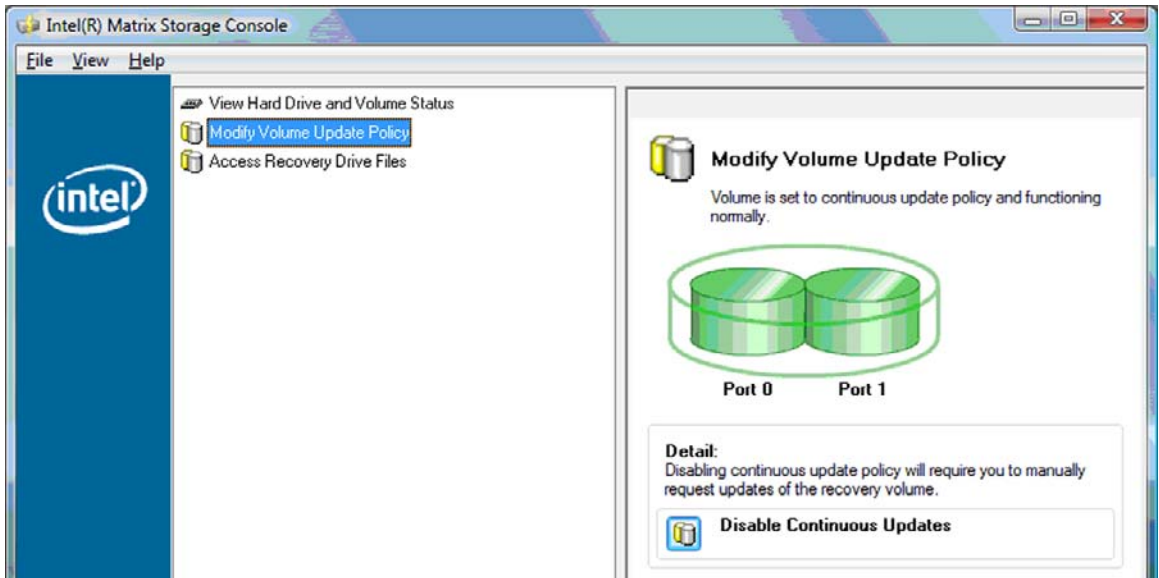 Intel(R) Matrix Storage Console
File View Help
intel
View Hard Drive and Volume Status
Modify Volume Update Policy
Access Recovery Drive Files
Modify Volume Update Policy
Volume is set to continuous update policy and functioning
normally.
Port 0 Port 1
Detail:
Disabling continuous update policy will require you to manually
request updates of the recovery volume.
Disable Continuous Updates